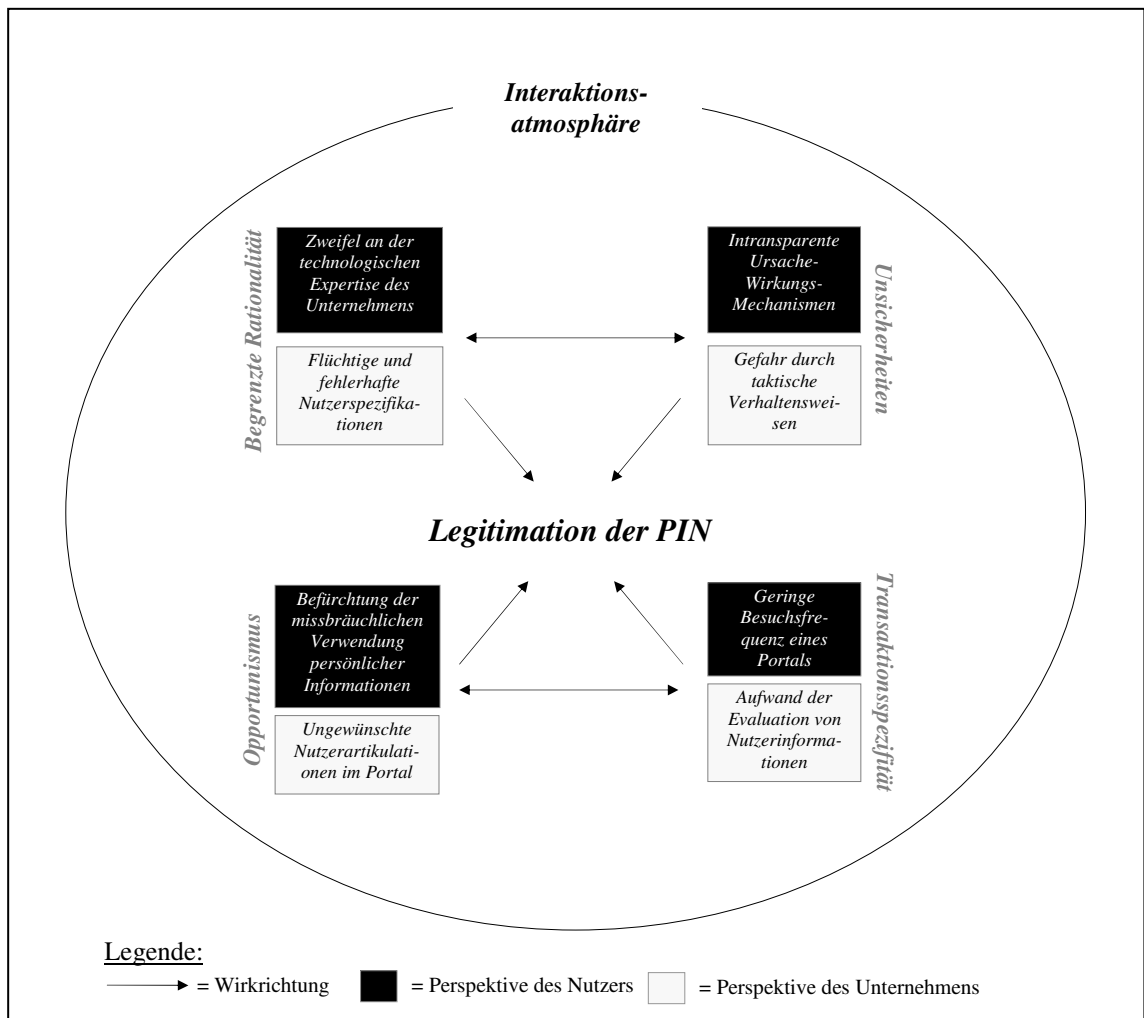 Interaktions-
atmosphäre
Begrenzte Rationalität
Zweifel an der
technologischen
Expertise des
Unternehmens
Flüchtige und
fehlerhafte
Nutzerspezifika-
tionen
Intransparente
Ursache-
Wirkungs-
Mechanismen
Gefahr durch
taktische
Verhaltenswei-
sen
Unsicherheiten
Legitimation der PIN
Opportunismus
Befürchtung der
missbräuchlichen
Verwendung
persönlicher
Informationen
Ungewünschte
Nutzerartikulati-
onen im Portal
Geringe
Besuchsfre-
quenz eines
Portals
Aufwand der
Evaluation von
Nutzerinforma-
tionen
Transaktionsspezifität
Legende:
= Wirkrichtung = Perspektive des Nutzers = Perspektive des Unternehmens